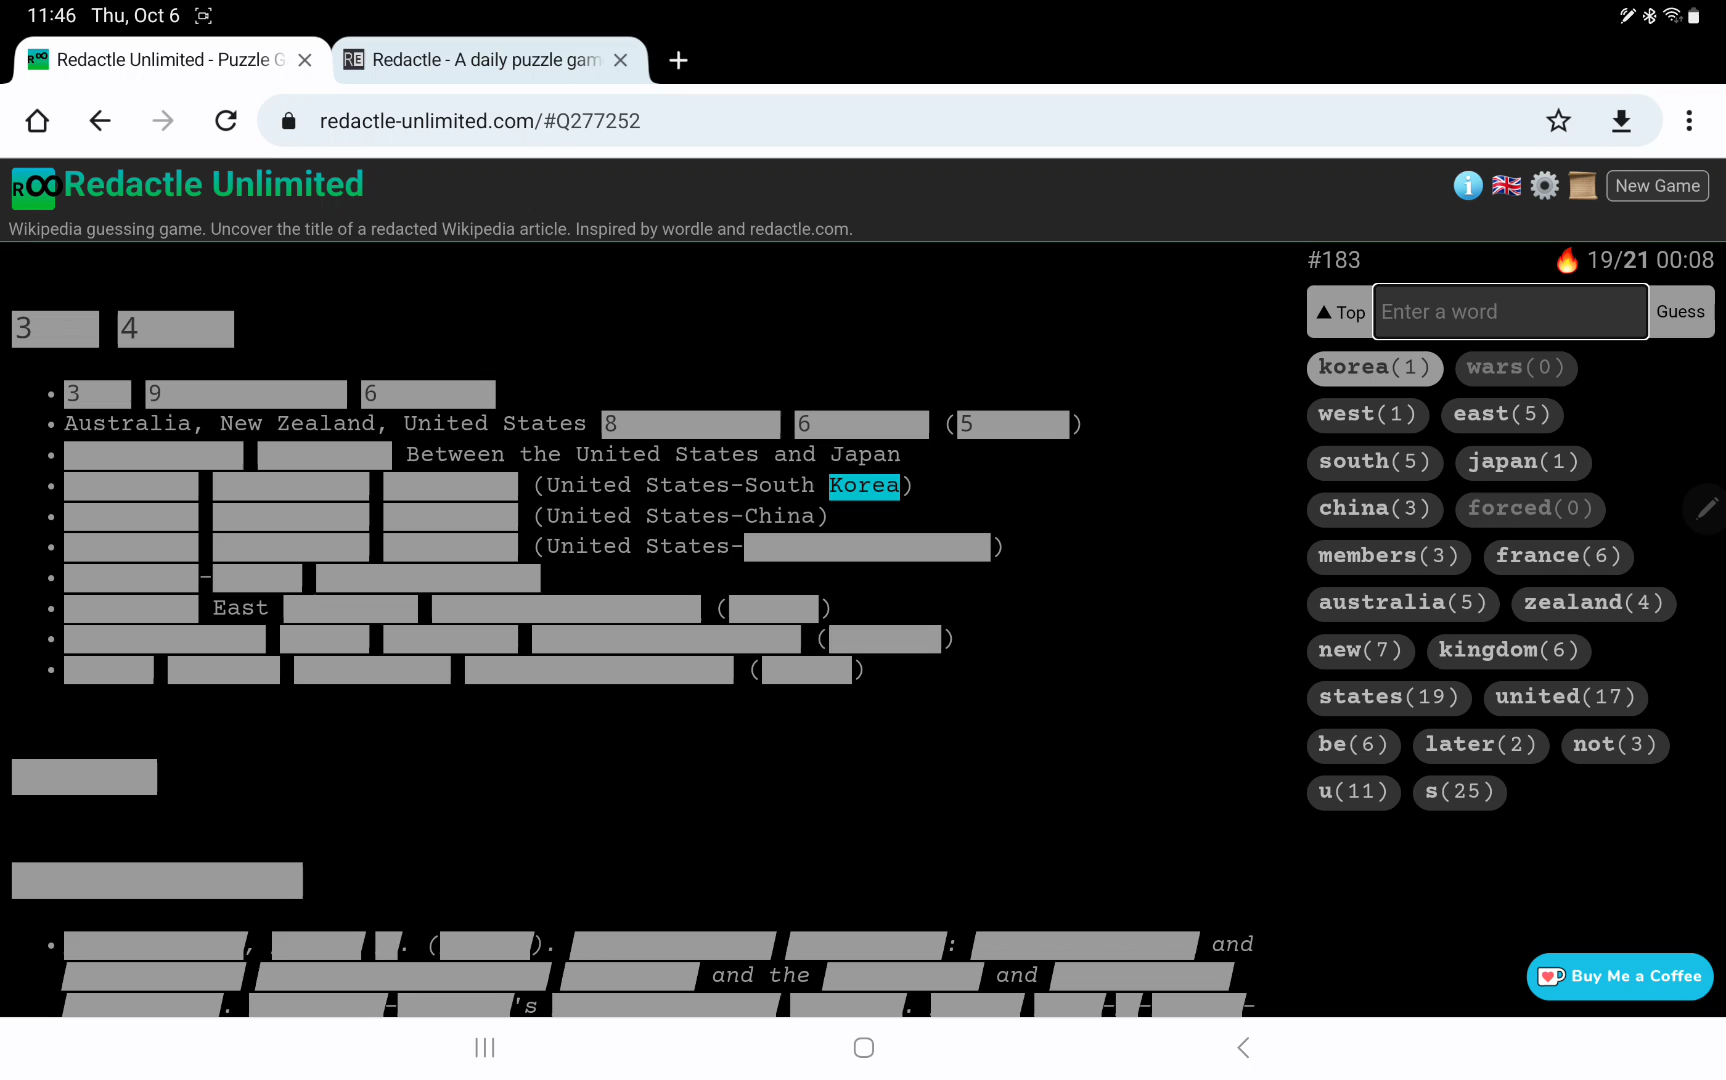 11:46 Thu, Oct 6
Redactle Unlimited - Puzzle G
Redactle - A daily puzzle gam
redactle-unlimited.com/#Q277252
R∞ Redactle Unlimited
New Game
Wikipedia guessing game. Uncover the title of a redacted Wikipedia article. Inspired by wordle and redactle.com.
#183 19/21 00:08
▲ Top Enter a word Guess
3 4
3 9 6
Australia, New Zealand, United States 8 6 (5)
Between the United States and Japan
(United States-South Korea)
(United States-China)
(United States- )
-
East ( )
( )
( )
, . ( ). : and
and the and
. - 's . - - -
korea(1) wars(0)
west(1) east(5)
south(5) japan(1)
china(3) forced(0)
members(3) france(6)
australia(5) zealand(4)
new(7) kingdom(6)
states(19) united(17)
be(6) later(2) not(3)
u(11) s(25)
Buy Me a Coffee